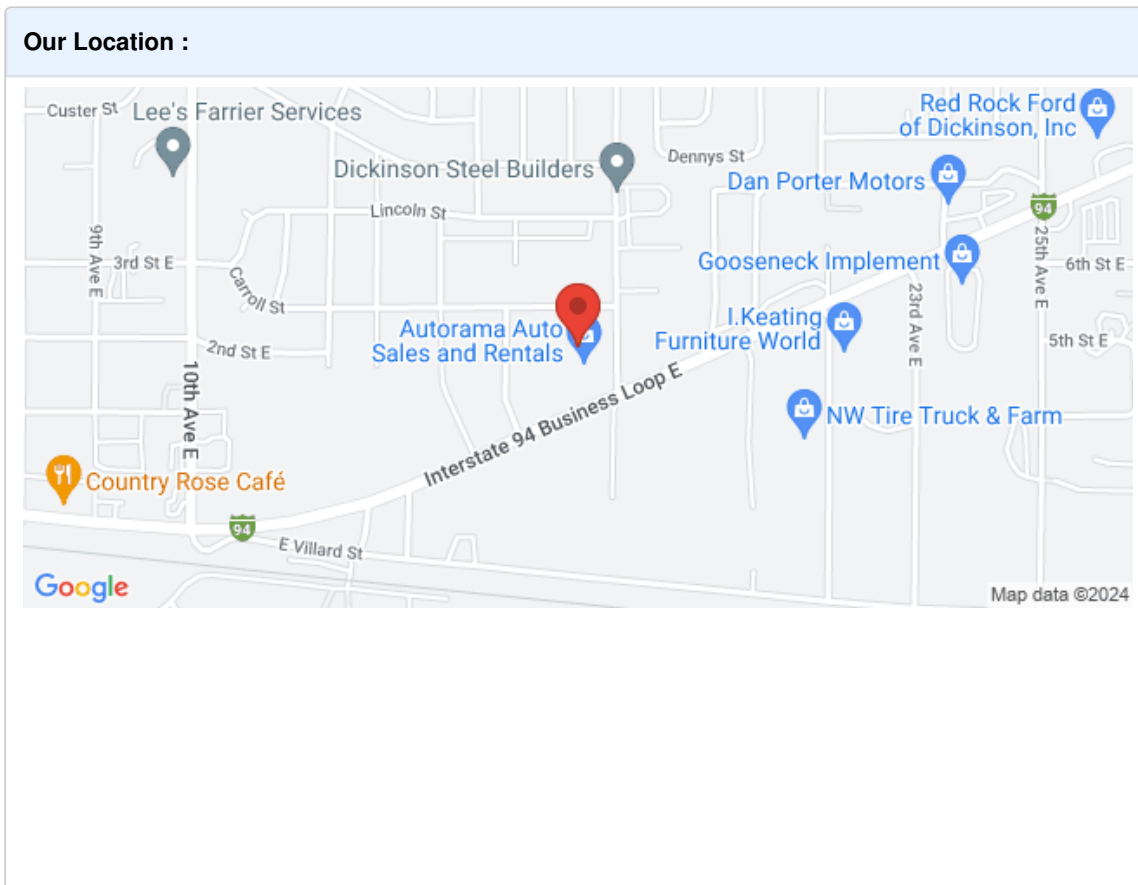 Our Location :
Custer St
Lee's Farrier Services
Red Rock Ford
of Dickinson, Inc
Dickinson Steel Builders
Dennys St
Dan Porter Motors
Lincoln St
94
9th Ave E
3rd St E
25th Ave E
Gooseneck Implement
6th St E
Carroll St
23rd Ave E
I.Keating
Furniture World
Autorama Auto
Sales and Rentals
2nd St E
5th St E
10th Ave E
Interstate 94 Business Loop E
NW Tire Truck & Farm
Country Rose Café
94
E Villard St
Google
Map data ©2024